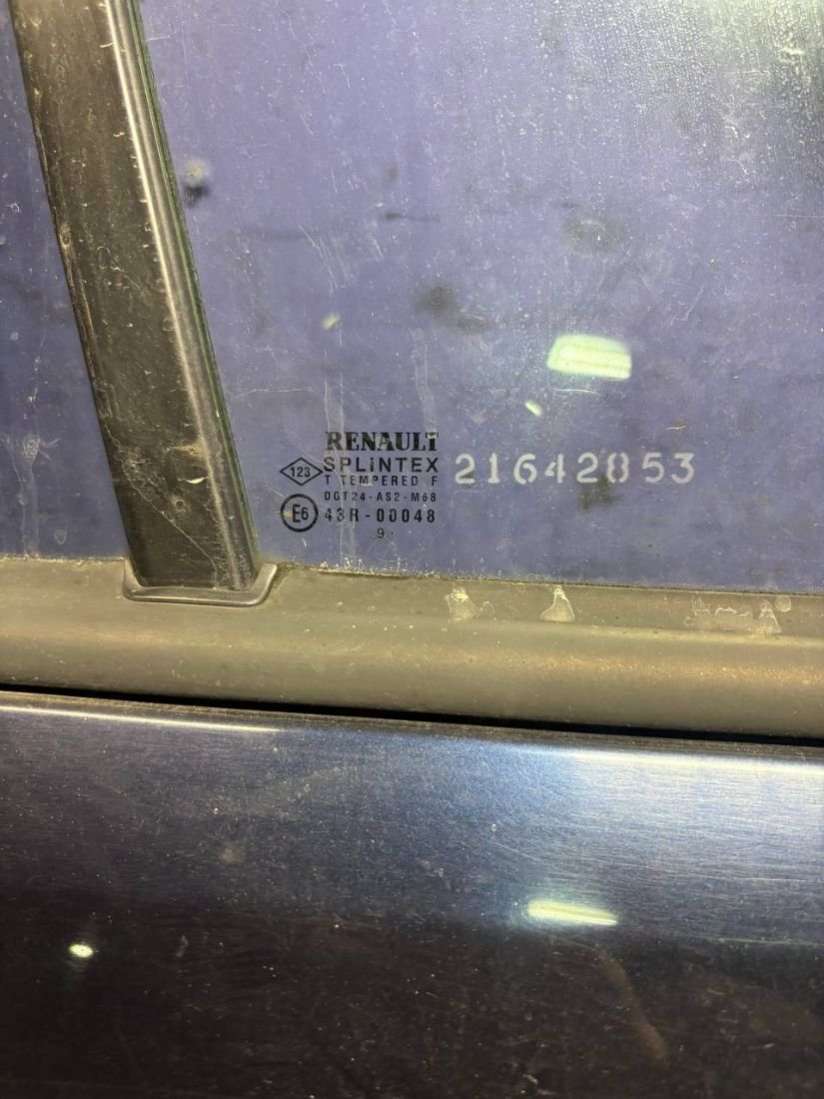 RENAULT
123 SPLINTEX
T TEMPERED F
DOT24-AS2-M68
E6 43R-00048
9.
21642853